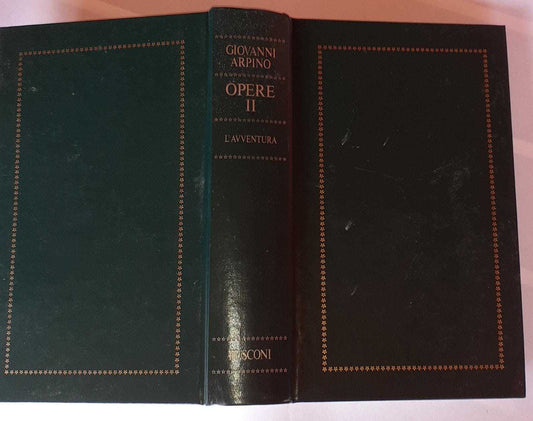 GIOVANNI
ARPINO
OPERE
II
L'AVVENTURA
RUSCONI